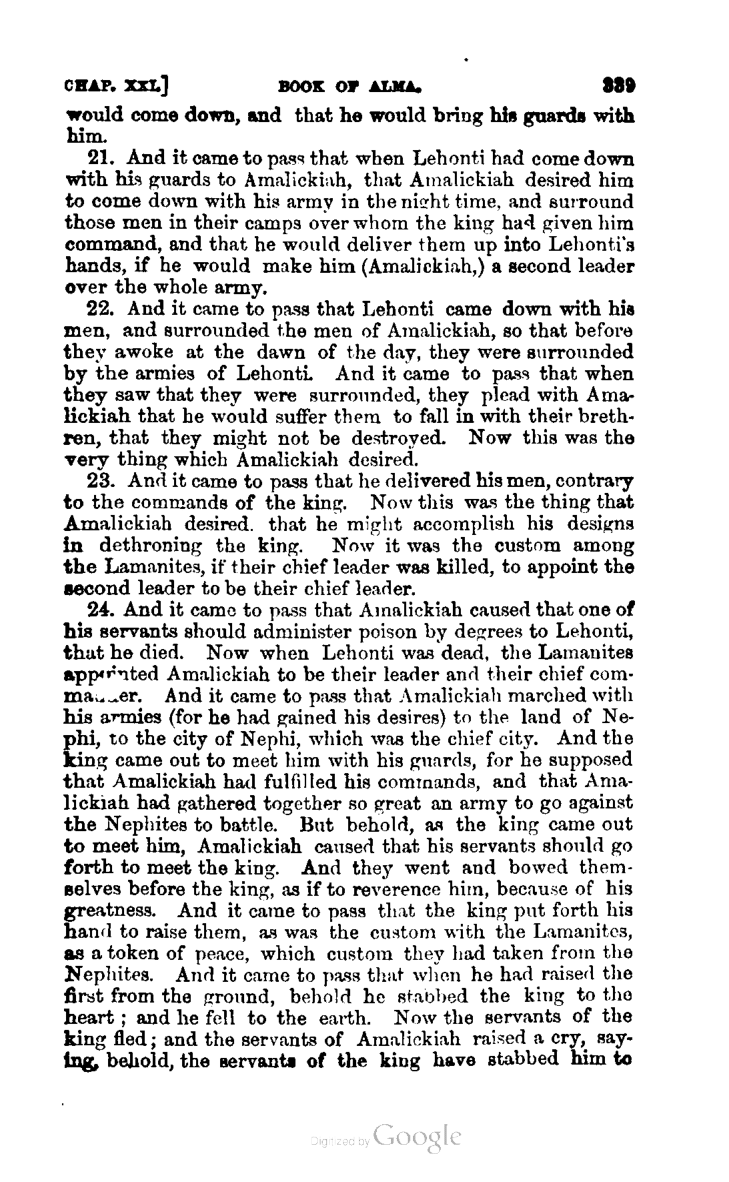 CHAP. XXI.] BOOK OF ALMA. 339
would come down, and that he would bring his guards with
him.
21. And it came to pass that when Lehonti had come down
with his guards to Amalickiah, that Amalickiah desired him
to come down with his army in the night time, and surround
those men in their camps over whom the king had given him
command, and that he would deliver them up into Lehonti's
hands, if he would make him (Amalickiah,) a second leader
over the whole army.
22. And it came to pass that Lehonti came down with his
men, and surrounded the men of Amalickiah, so that before
they awoke at the dawn of the day, they were surrounded
by the armies of Lehonti. And it came to pass that when
they saw that they were surrounded, they plead with Ama-
lickiah that he would suffer them to fall in with their breth-
ren, that they might not be destroyed. Now this was the
very thing which Amalickiah desired.
23. And it came to pass that he delivered his men, contrary
to the commands of the king. Now this was the thing that
Amalickiah desired. that he might accomplish his designs
in dethroning the king. Now it was the custom among
the Lamanites, if their chief leader was killed, to appoint the
second leader to be their chief leader.
24. And it came to pass that Amalickiah caused that one of
his servants should administer poison by degrees to Lehonti,
that he died. Now when Lehonti was dead, the Lamanites
appointed Amalickiah to be their leader and their chief com-
mander. And it came to pass that Amalickiah marched with
his armies (for he had gained his desires) to the land of Ne-
phi, to the city of Nephi, which was the chief city. And the
king came out to meet him with his guards, for he supposed
that Amalickiah had fulfilled his commands, and that Ama-
lickiah had gathered together so great an army to go against
the Nephites to battle. But behold, as the king came out
to meet him, Amalickiah caused that his servants should go
forth to meet the king. And they went and bowed them-
selves before the king, as if to reverence him, because of his
greatness. And it came to pass that the king put forth his
hand to raise them, as was the custom with the Lamanites,
as a token of peace, which custom they had taken from the
Nephites. And it came to pass that when he had raised the
first from the ground, behold he stabbed the king to the
heart; and he fell to the earth. Now the servants of the
king fled; and the servants of Amalickiah raised a cry, say-
ing, behold, the servants of the king have stabbed him to
Digitized by Google